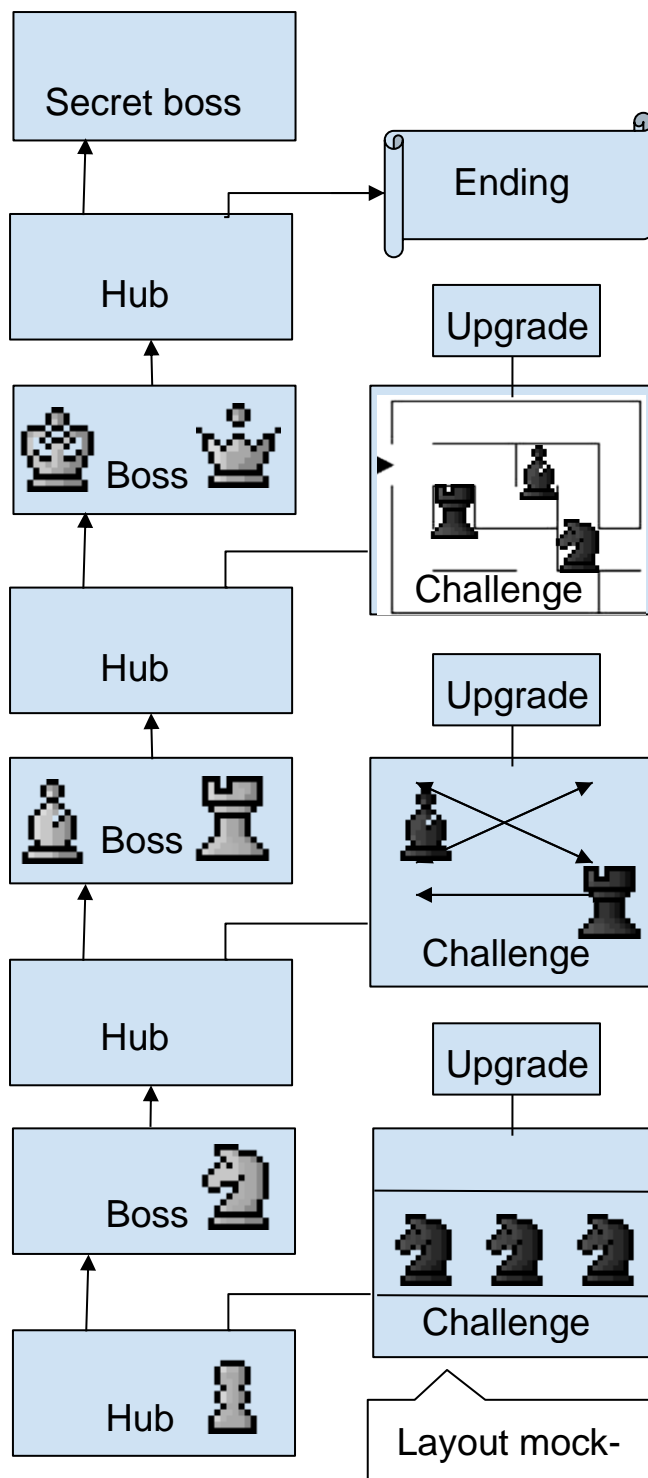 Secret boss
Ending
Hub
Upgrade
Boss
Challenge
Hub
Upgrade
Boss
Challenge
Hub
Upgrade
Boss
Challenge
Hub
Layout mock-